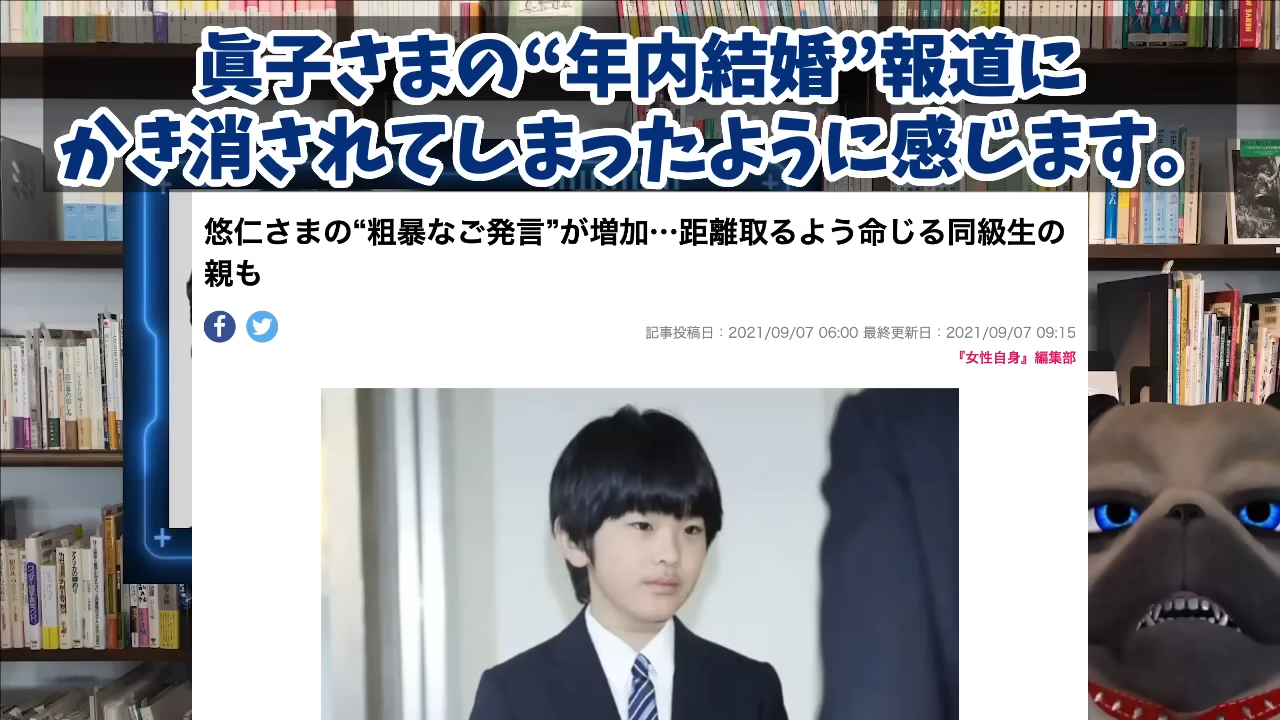 眞子さまの“年内結婚”報道に
かき消されてしまったように感じます。
悠仁さまの“粗暴なご発言”が増加…距離取るよう命じる同級生の
親も
記事投稿日：2021/09/07 06:00 最終更新日：2021/09/07 09:15
『女性自身』編集部